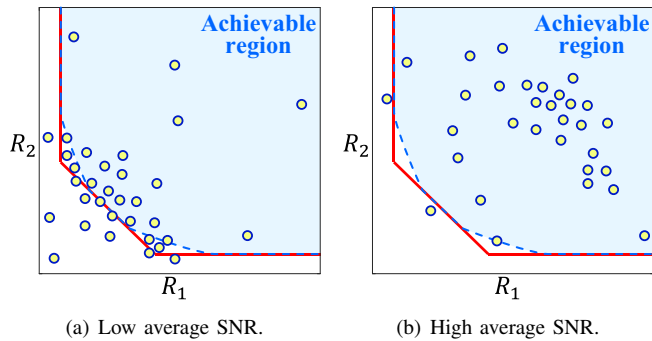 Achievable
region
R2
R1
(a) Low average SNR.
Achievable
region
R2
R1
(b) High average SNR.